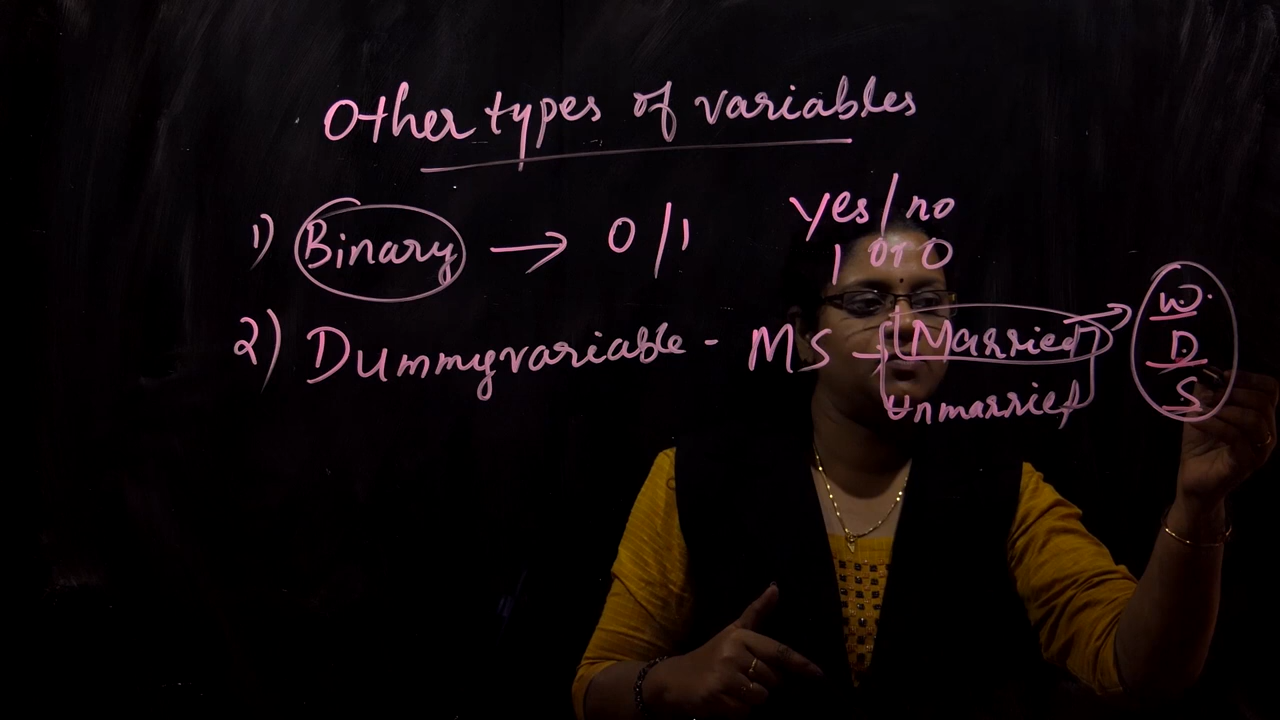 Other types of variables
1) Binary → 0/1 yes/no
1 or 0
2) Dummyvariable - MS → Married → W.
D
Unmarried S